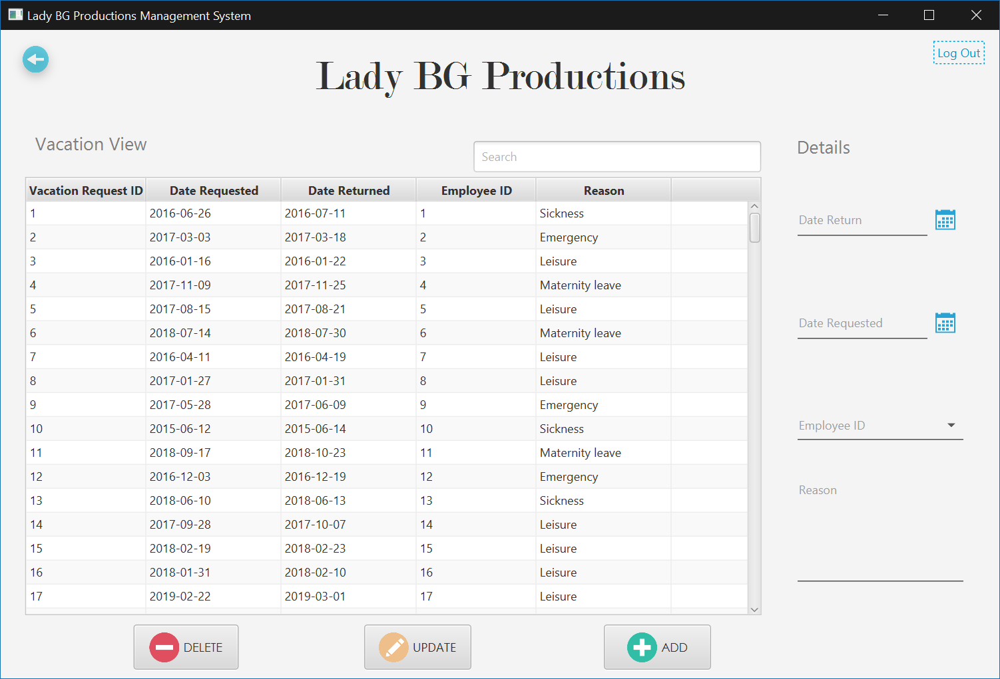 Lady BG Productions Management System
Log Out
Lady BG Productions
Vacation View
Search
Details
Vacation Request ID Date Requested Date Returned Employee ID Reason
1 2016-06-26 2016-07-11 1 Sickness
2 2017-03-03 2017-03-18 2 Emergency
3 2016-01-16 2016-01-22 3 Leisure
4 2017-11-09 2017-11-25 4 Maternity leave
5 2017-08-15 2017-08-21 5 Leisure
6 2018-07-14 2018-07-30 6 Maternity leave
7 2016-04-11 2016-04-19 7 Leisure
8 2017-01-27 2017-01-31 8 Leisure
9 2017-05-28 2017-06-09 9 Emergency
10 2015-06-12 2015-06-14 10 Sickness
11 2018-09-17 2018-10-23 11 Maternity leave
12 2016-12-03 2016-12-19 12 Emergency
13 2018-06-10 2018-06-13 13 Sickness
14 2017-09-28 2017-10-07 14 Leisure
15 2018-02-19 2018-02-23 15 Leisure
16 2018-01-31 2018-02-10 16 Leisure
17 2019-02-22 2019-03-01 17 Leisure
Date Return
Date Requested
Employee ID
Reason
DELETE UPDATE ADD